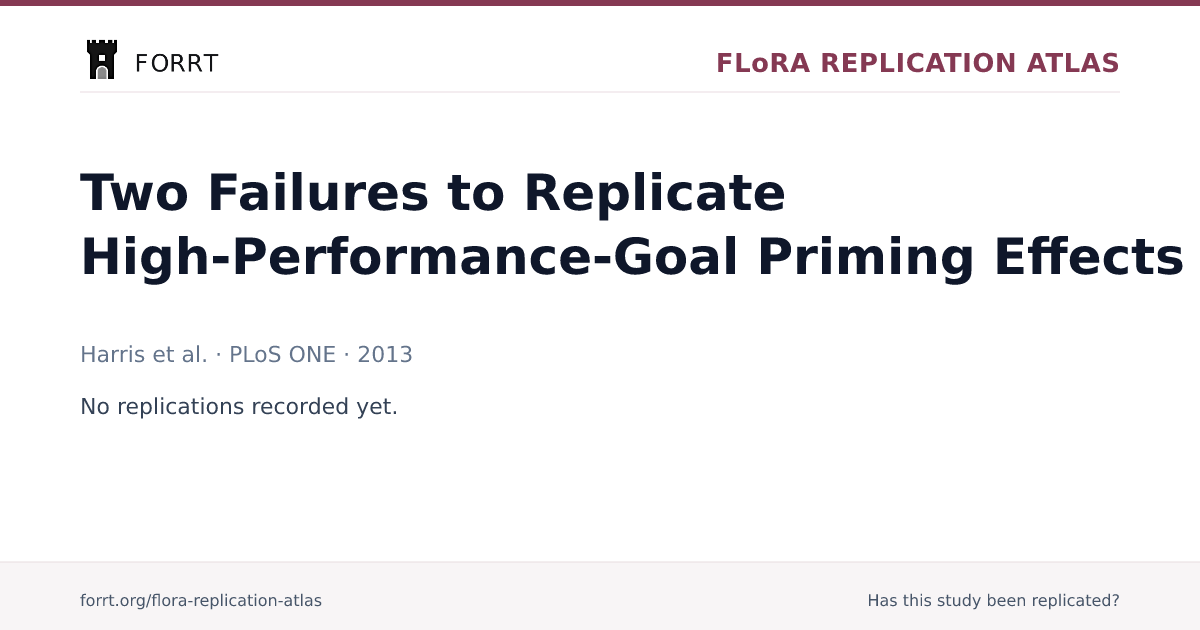 FORRT
FLoRA REPLICATION ATLAS
Two Failures to Replicate
High-Performance-Goal Priming Effects
Harris et al. · PLoS ONE · 2013
No replications recorded yet.
forrt.org/flora-replication-atlas
Has this study been replicated?